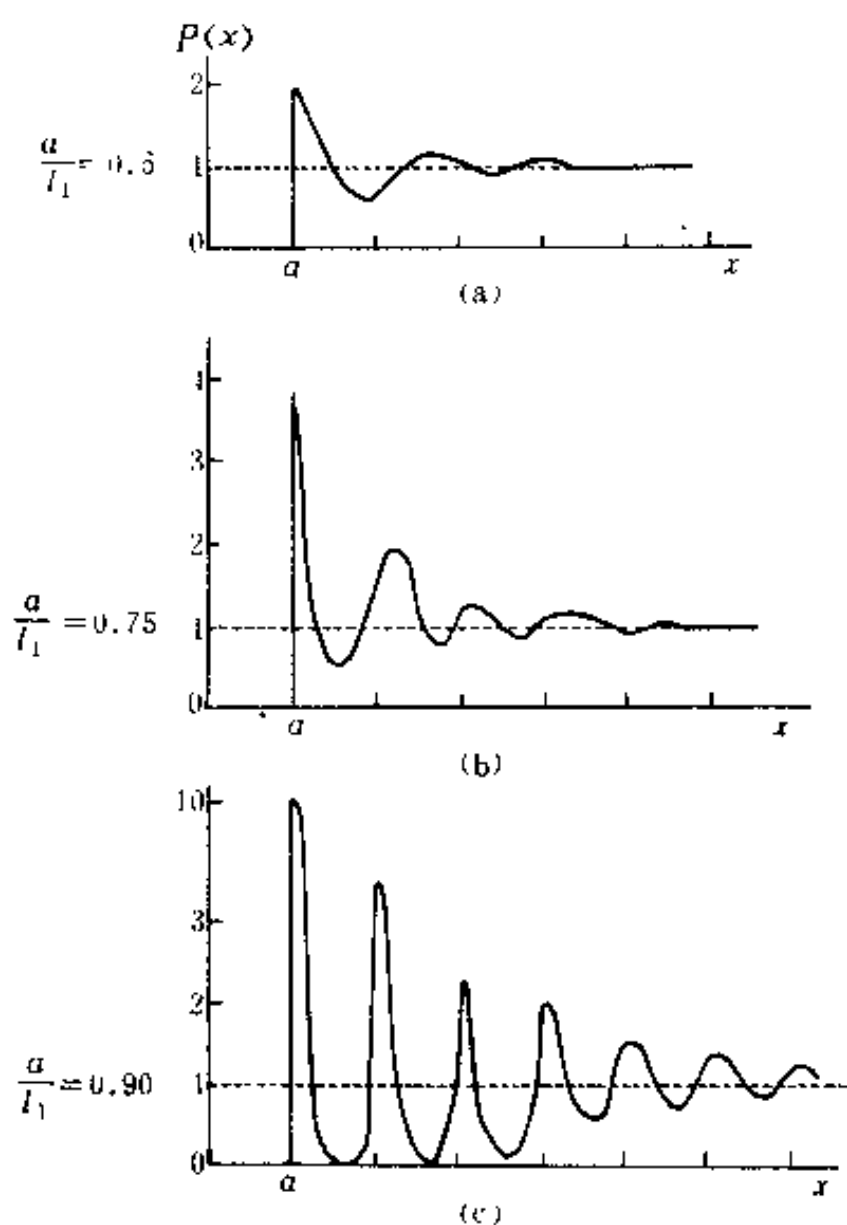 P(x)
2
a/l₁ = 0.5
1
0
a
x
(a)
4
3
2
a/l₁ = 0.75
1
0
a
x
(b)
10
3
2
a/l₁ = 0.90
1
0
a
x
(c)